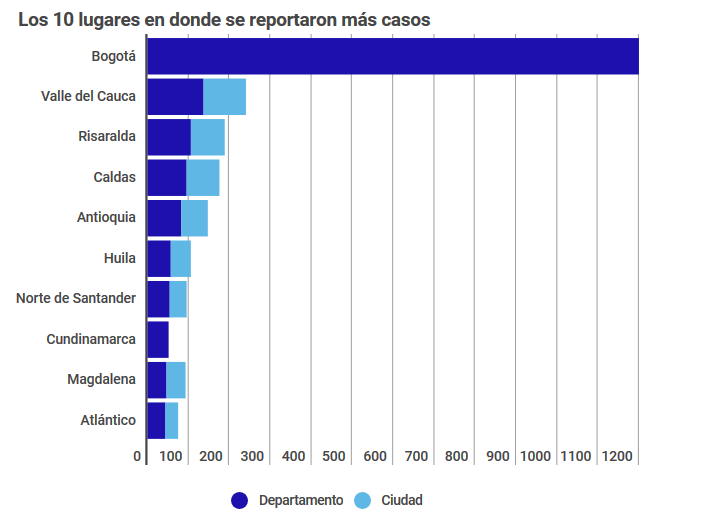 Los 10 lugares en donde se reportaron más casos
Bogotá
Valle del Cauca
Risaralda
Caldas
Antioquia
Huila
Norte de Santander
Cundinamarca
Magdalena
Atlántico
0 100 200 300 400 500 600 700 800 900 1000 1100 1200
Departamento Ciudad